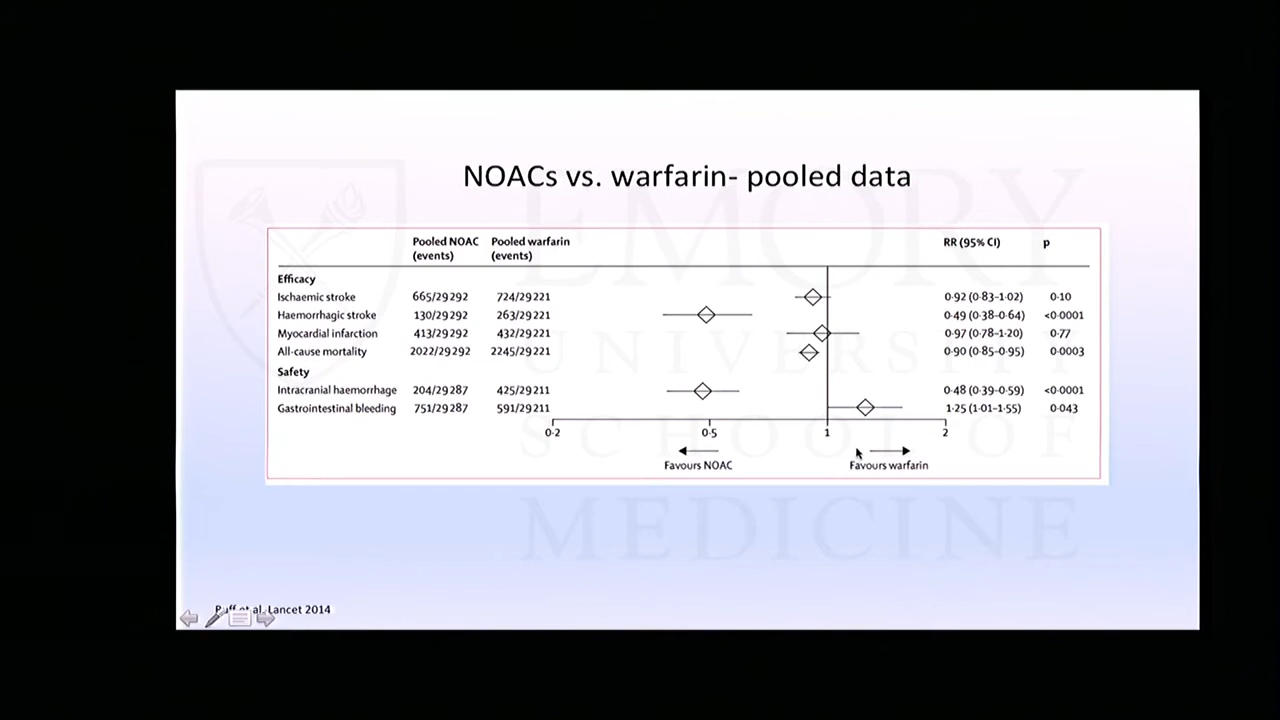 EMORY
UNIVERSITY
SCHOOL OF
MEDICINE
NOACs vs. warfarin- pooled data
Pooled NOAC (events) Pooled warfarin (events) RR (95% CI) p
Efficacy
Ischaemic stroke 665/29292 724/29221 0·92 (0·83–1·02) 0·10
Haemorrhagic stroke 130/29292 263/29221 0·49 (0·38–0·64) <0·0001
Myocardial infarction 413/29292 432/29221 0·97 (0·78–1·20) 0·77
All-cause mortality 2022/29292 2245/29221 0·90 (0·85–0·95) 0·0003
Safety
Intracranial haemorrhage 204/29287 425/29211 0·48 (0·39–0·59) <0·0001
Gastrointestinal bleeding 751/29287 591/29211 1·25 (1·01–1·55) 0·043
0·2 0·5 1 2
Favours NOAC Favours warfarin
et al. Lancet 2014